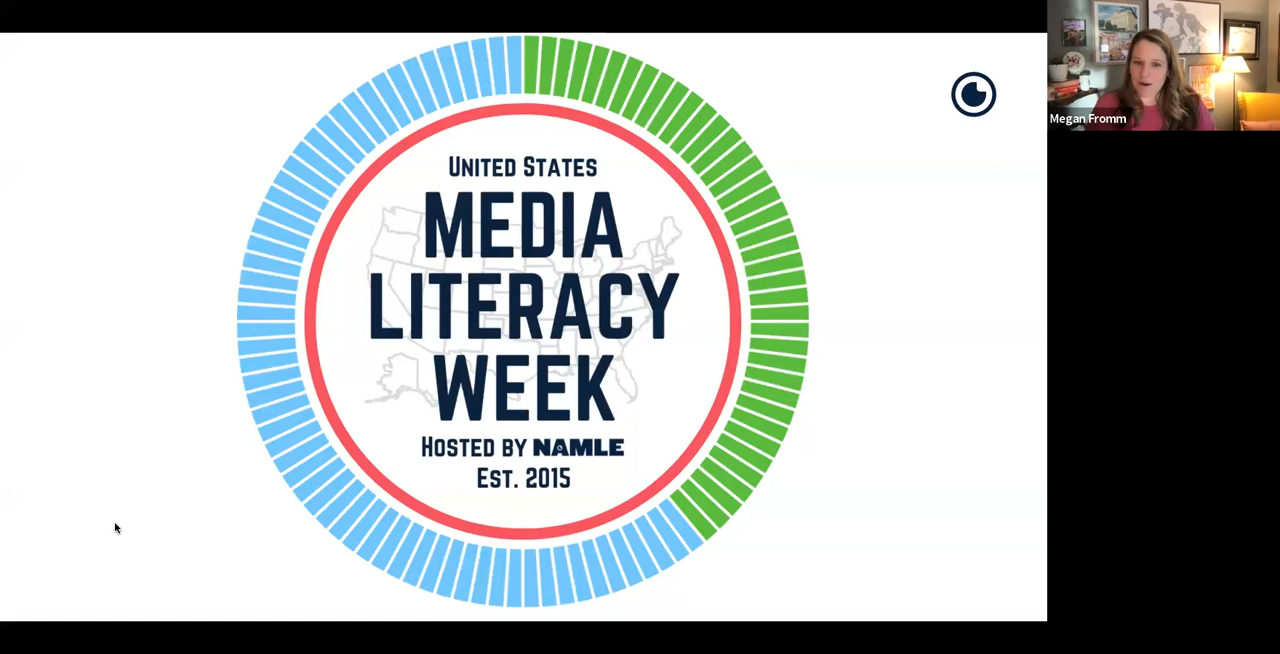 United States
MEDIA
LITERACY
WEEK
Hosted by NAMLE
Est. 2015
Megan Fromm